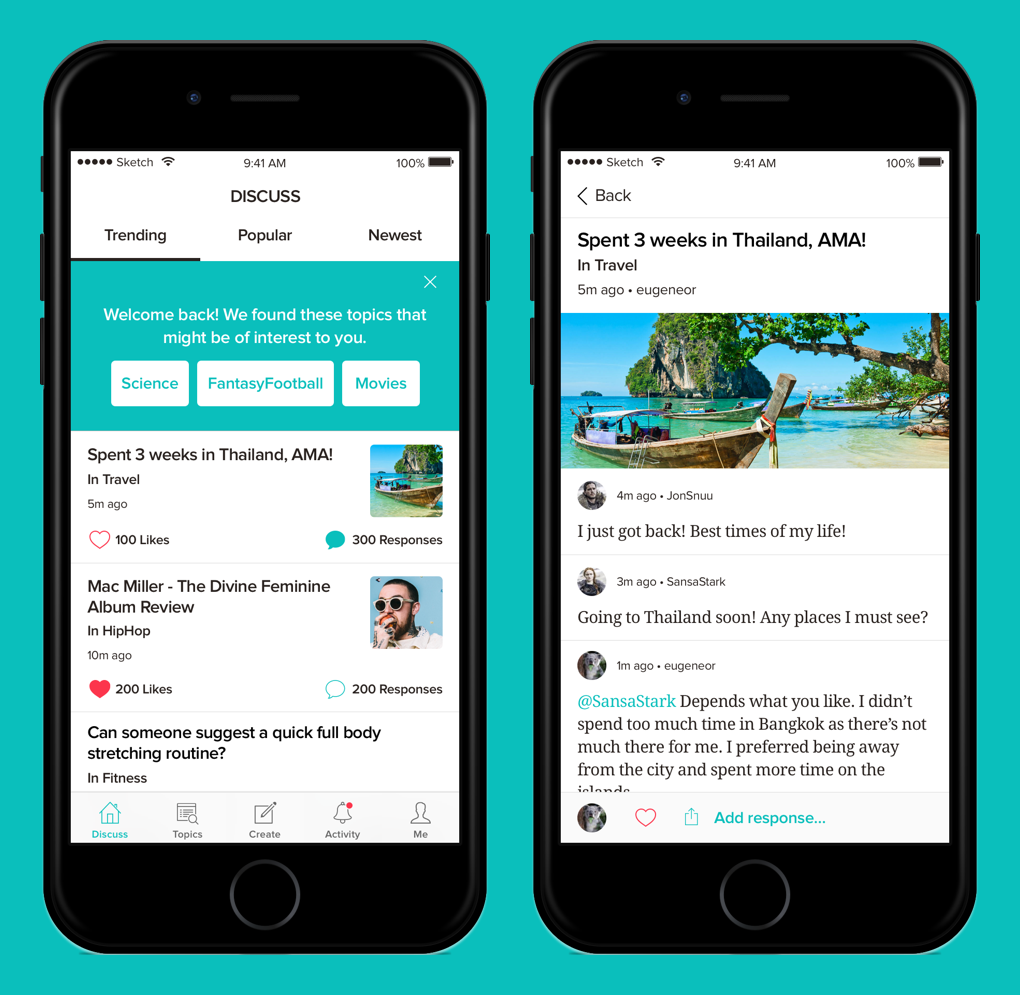 Sketch 9:41 AM 100%
DISCUSS
Trending Popular Newest
Welcome back! We found these topics that
might be of interest to you.
Science FantasyFootball Movies
Spent 3 weeks in Thailand, AMA!
In Travel
5m ago
100 Likes 300 Responses
Mac Miller - The Divine Feminine
Album Review
In HipHop
10m ago
200 Likes 200 Responses
Can someone suggest a quick full body
stretching routine?
In Fitness
Discuss Topics Create Activity Me
Sketch 9:41 AM 100%
Back
Spent 3 weeks in Thailand, AMA!
In Travel
5m ago • eugeneor
4m ago • JonSnuu
I just got back! Best times of my life!
3m ago • SansaStark
Going to Thailand soon! Any places I must see?
1m ago • eugeneor
@SansaStark Depends what you like. I didn’t
spend too much time in Bangkok as there’s not
much there for me. I preferred being away
from the city and spent more time on the
islands
Add response...